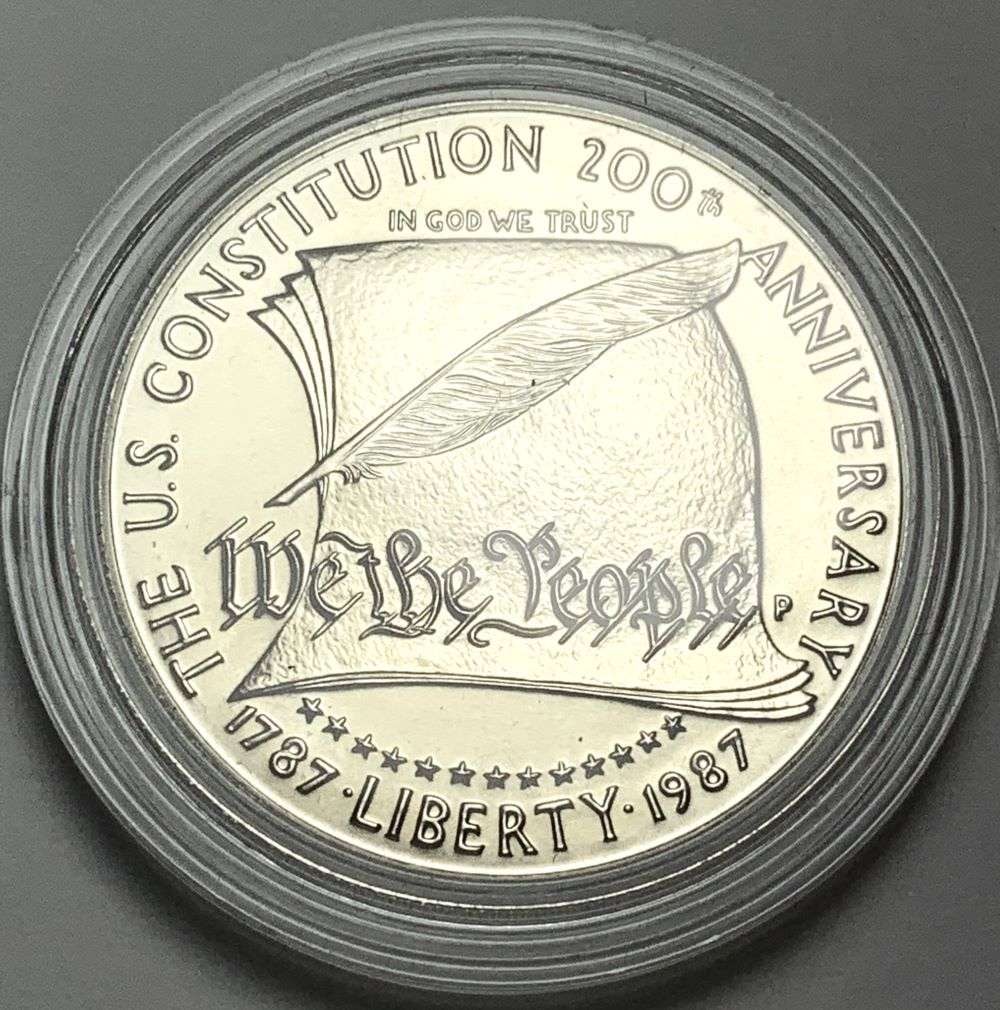 THE U.S. CONSTITUTION 200th ANNIVERSARY
IN GOD WE TRUST
We the People
P
1787 · LIBERTY · 1987